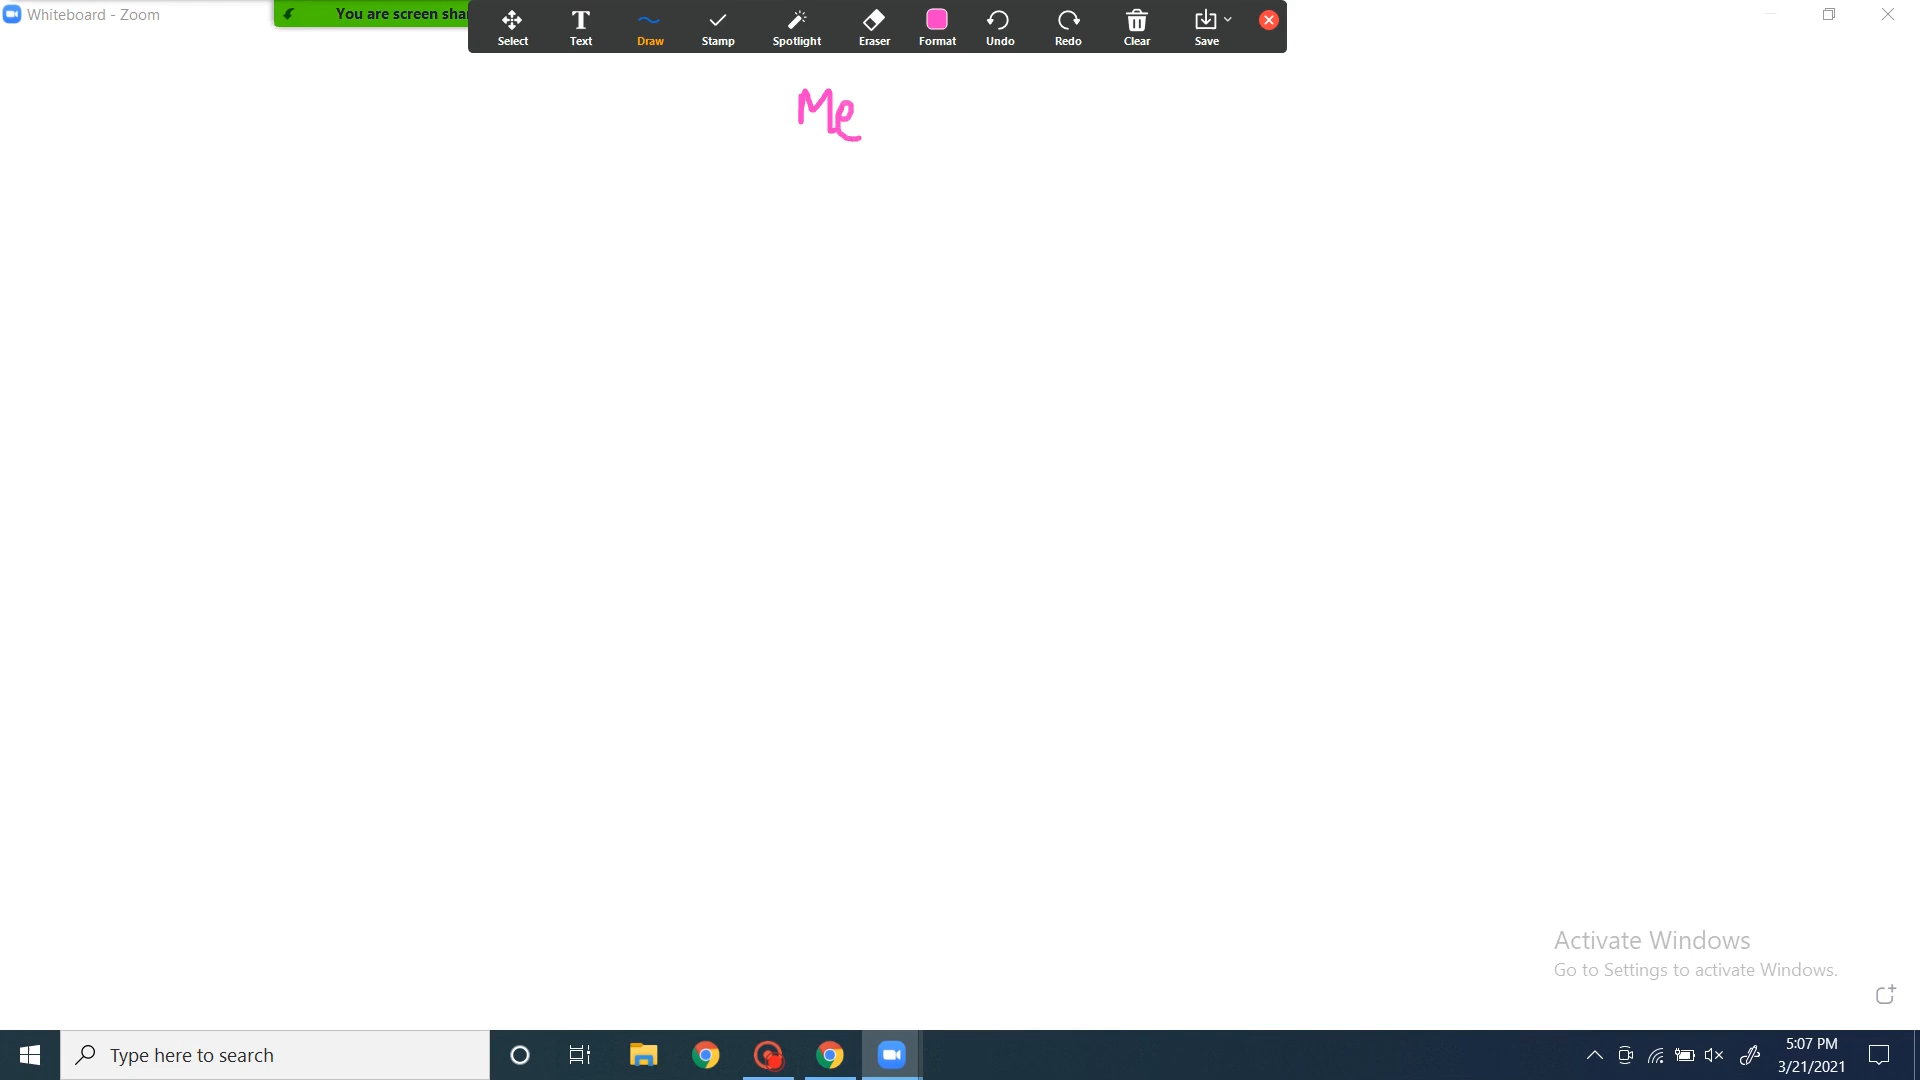 Whiteboard - Zoom
You are screen sha
Select Text Draw Stamp Spotlight Eraser Format Undo Redo Clear Save
Me
Activate Windows
Go to Settings to activate Windows.
Type here to search
5:07 PM
3/21/2021